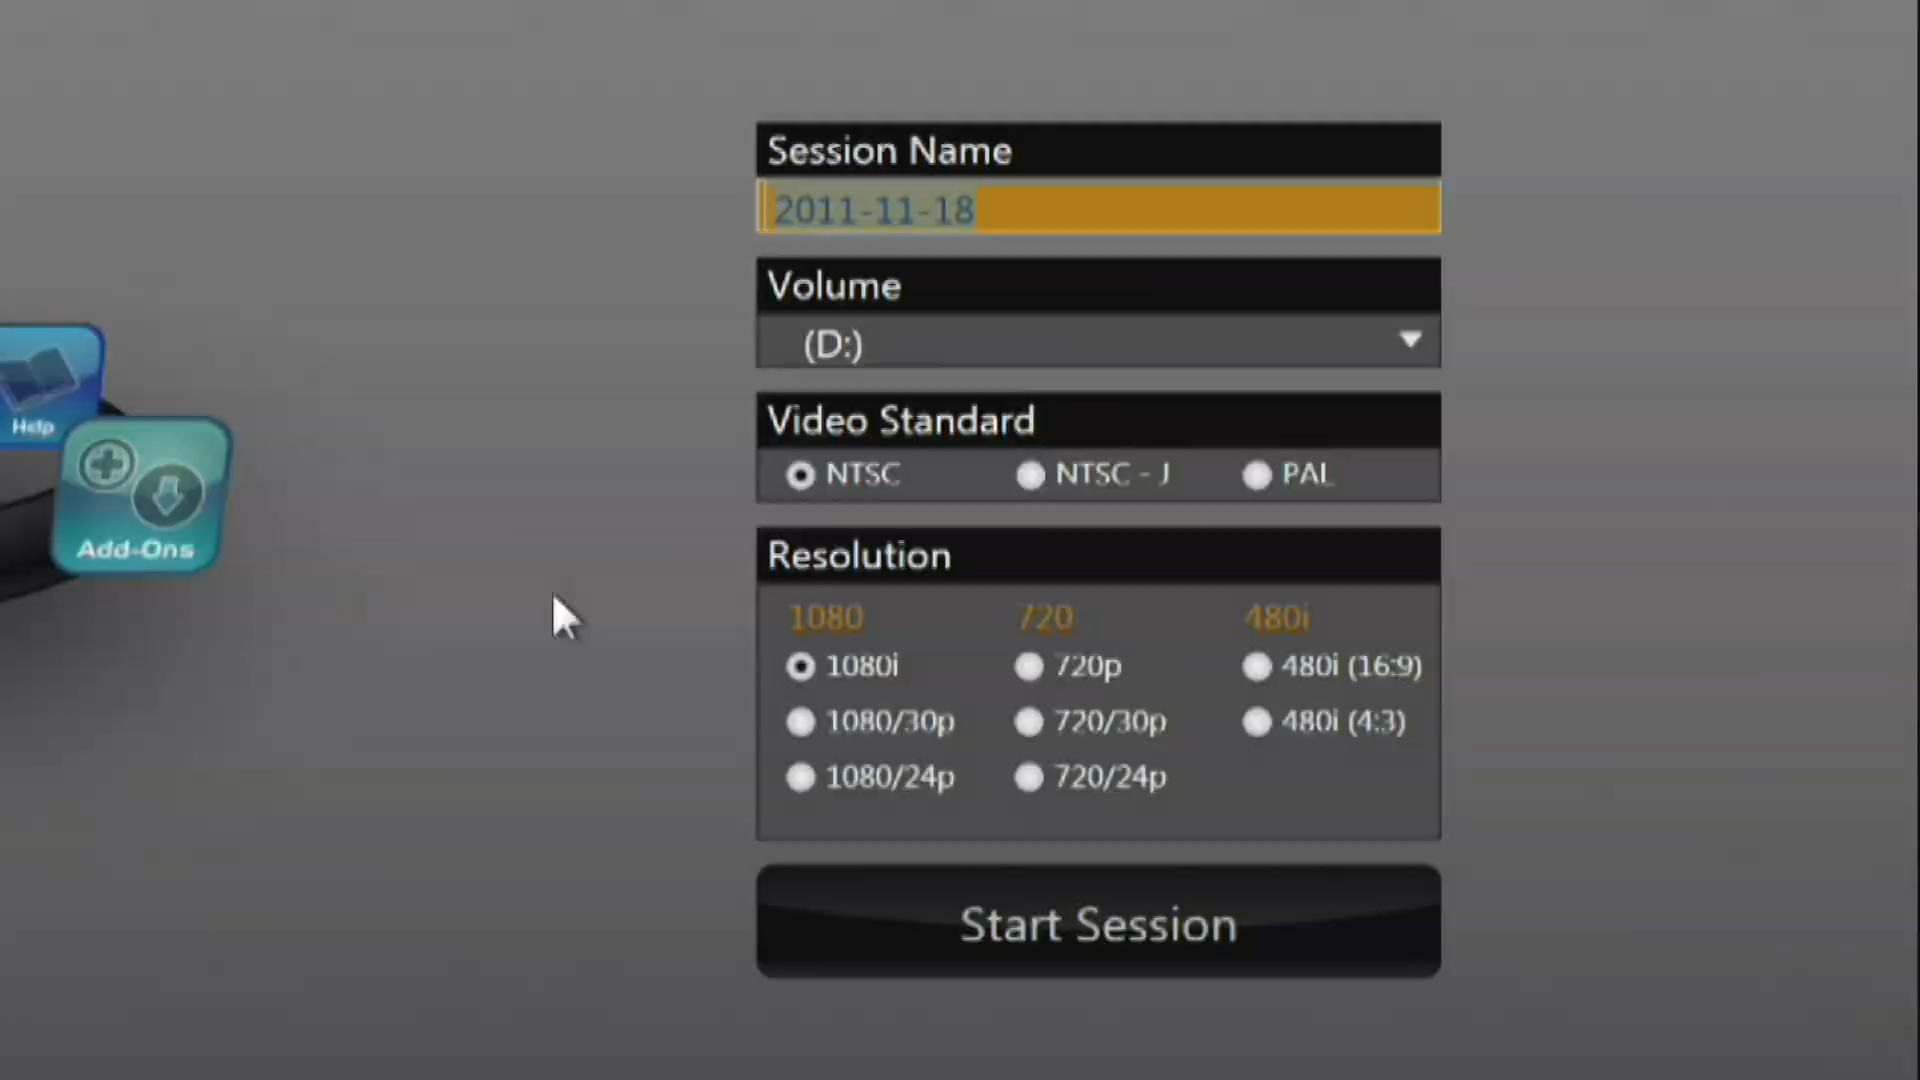 Session Name
2011-11-18
Volume
(D:)
Video Standard
NTSC NTSC - J PAL
Resolution
1080 720 480i
1080i 720p 480i (16:9)
1080/30p 720/30p 480i (4:3)
1080/24p 720/24p
Start Session
Help
Add-Ons